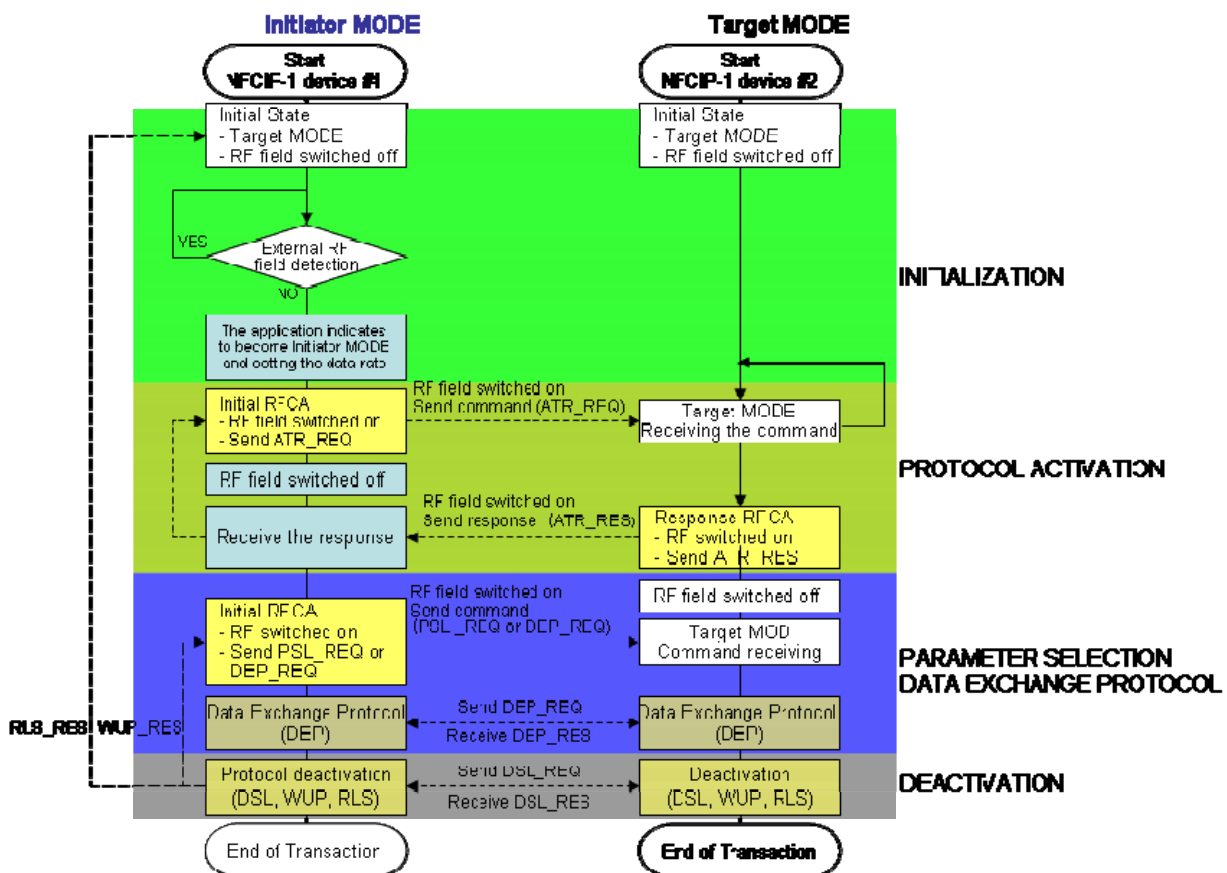 Initiator MODE
Target MODE
Start
NFCIP-1 device #1
Start
NFCIP-1 device #2
Initial State
- Target MODE
- RF field switched off
Initial State
- Target MODE
- RF field switched off
YES
External RF
field detection
NO
INITIALIZATION
The application indicates
to become Initiator MODE
and setting the data rate
RF field switched on
Send command (ATR_REQ)
Initial RFCA
- RF field switched on
- Send ATR_REQ
Target MODE
Receiving the command
RF field switched off
PROTOCOL ACTIVATION
RF field switched on
Send response (ATR_RES)
Receive the response
Response RFCA
- RF switched on
- Send ATR_RES
RF field switched on
Send command
(PSL_REQ or DEP_REQ)
RF field switched off
Initial RFCA
- RF switched on
- Send PSL_REQ or
DEP_REQ
Target MOD
Command receiving
PARAMETER SELECTION
DATA EXCHANGE PROTOCOL
RLS_RES WUP_RES
Data Exchange Protocol
(DEP)
Send DEP_REQ
Receive DEP_RES
Data Exchange Protocol
(DEP)
Protocol deactivation
(DSL, WUP, RLS)
Send DSL_REQ
Receive DSL_RES
Deactivation
(DSL, WUP, RLS)
DEACTIVATION
End of Transaction
End of Transaction